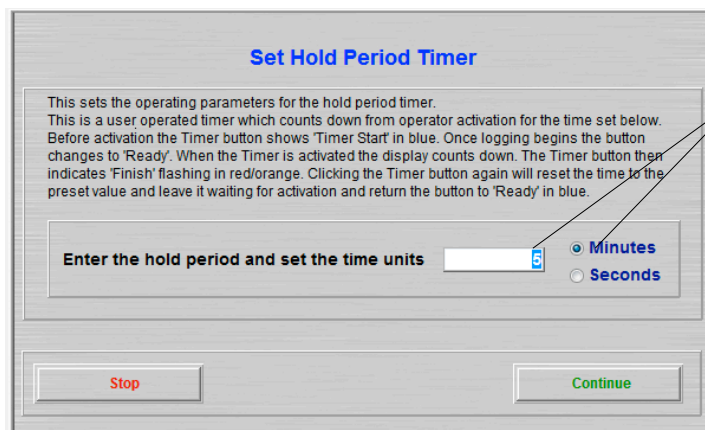 Set Hold Period Timer
This sets the operating parameters for the hold period timer.
This is a user operated timer which counts down from operator activation for the time set below.
Before activation the Timer button shows 'Timer Start' in blue. Once logging begins the button
changes to 'Ready'. When the Timer is activated the display counts down. The Timer button then
indicates 'Finish' flashing in red/orange. Clicking the Timer button again will reset the time to the
preset value and leave it waiting for activation and return the button to 'Ready' in blue.
Enter the hold period and set the time units 5 Minutes
Seconds
Stop Continue